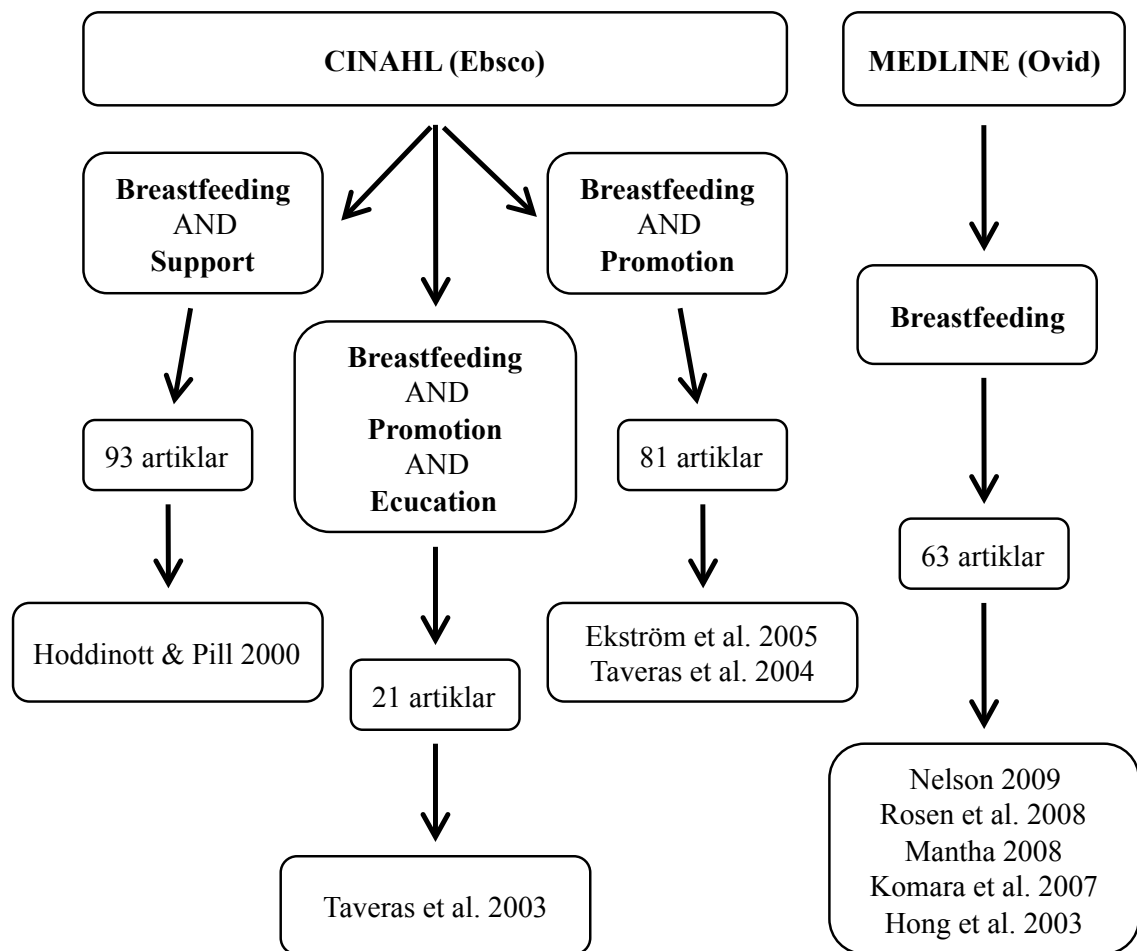 CINAHL (Ebsco)
MEDLINE (Ovid)
Breastfeeding
AND
Support
Breastfeeding
AND
Promotion
Breastfeeding
AND
Promotion
AND
Ecucation
Breastfeeding
93 artiklar
81 artiklar
63 artiklar
Hoddinott & Pill 2000
21 artiklar
Ekström et al. 2005
Taveras et al. 2004
Taveras et al. 2003
Nelson 2009
Rosen et al. 2008
Mantha 2008
Komara et al. 2007
Hong et al. 2003